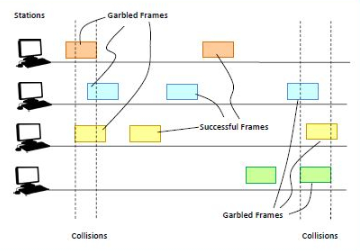 Stations
Garbled Frames
Successful Frames
Garbled Frames
Collisions
Collisions